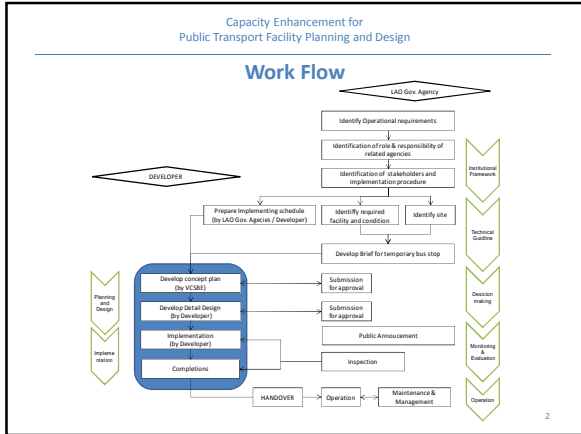 Capacity Enhancement for
Public Transport Facility Planning and Design
Work Flow
LAO Gov. Agency
Identify Operational requirements
Identification of role & responsibility of
related agencies
Identification of stakeholders and
implementation procedure
Institutional
Framework
DEVELOPER
Prepare Implementing schedule
(by LAO Gov. Agecies / Developer)
Identiffy required
facility and condition
Identify site
Technical
Guidline
Develop Brief for temporary bus stop
Planning
and
Design
Develop concept plan
(by VCSBE)
Submission
for approval
Desicion
making
Develop Detail Design
(by Developer)
Submission
for approval
Impleme
ntation
Implementation
(by Developer)
Public Annoucement
Monitoring
&
Evaluation
Completions
Inspection
HANDOVER
Operation
Maintenance &
Management
Operation
2